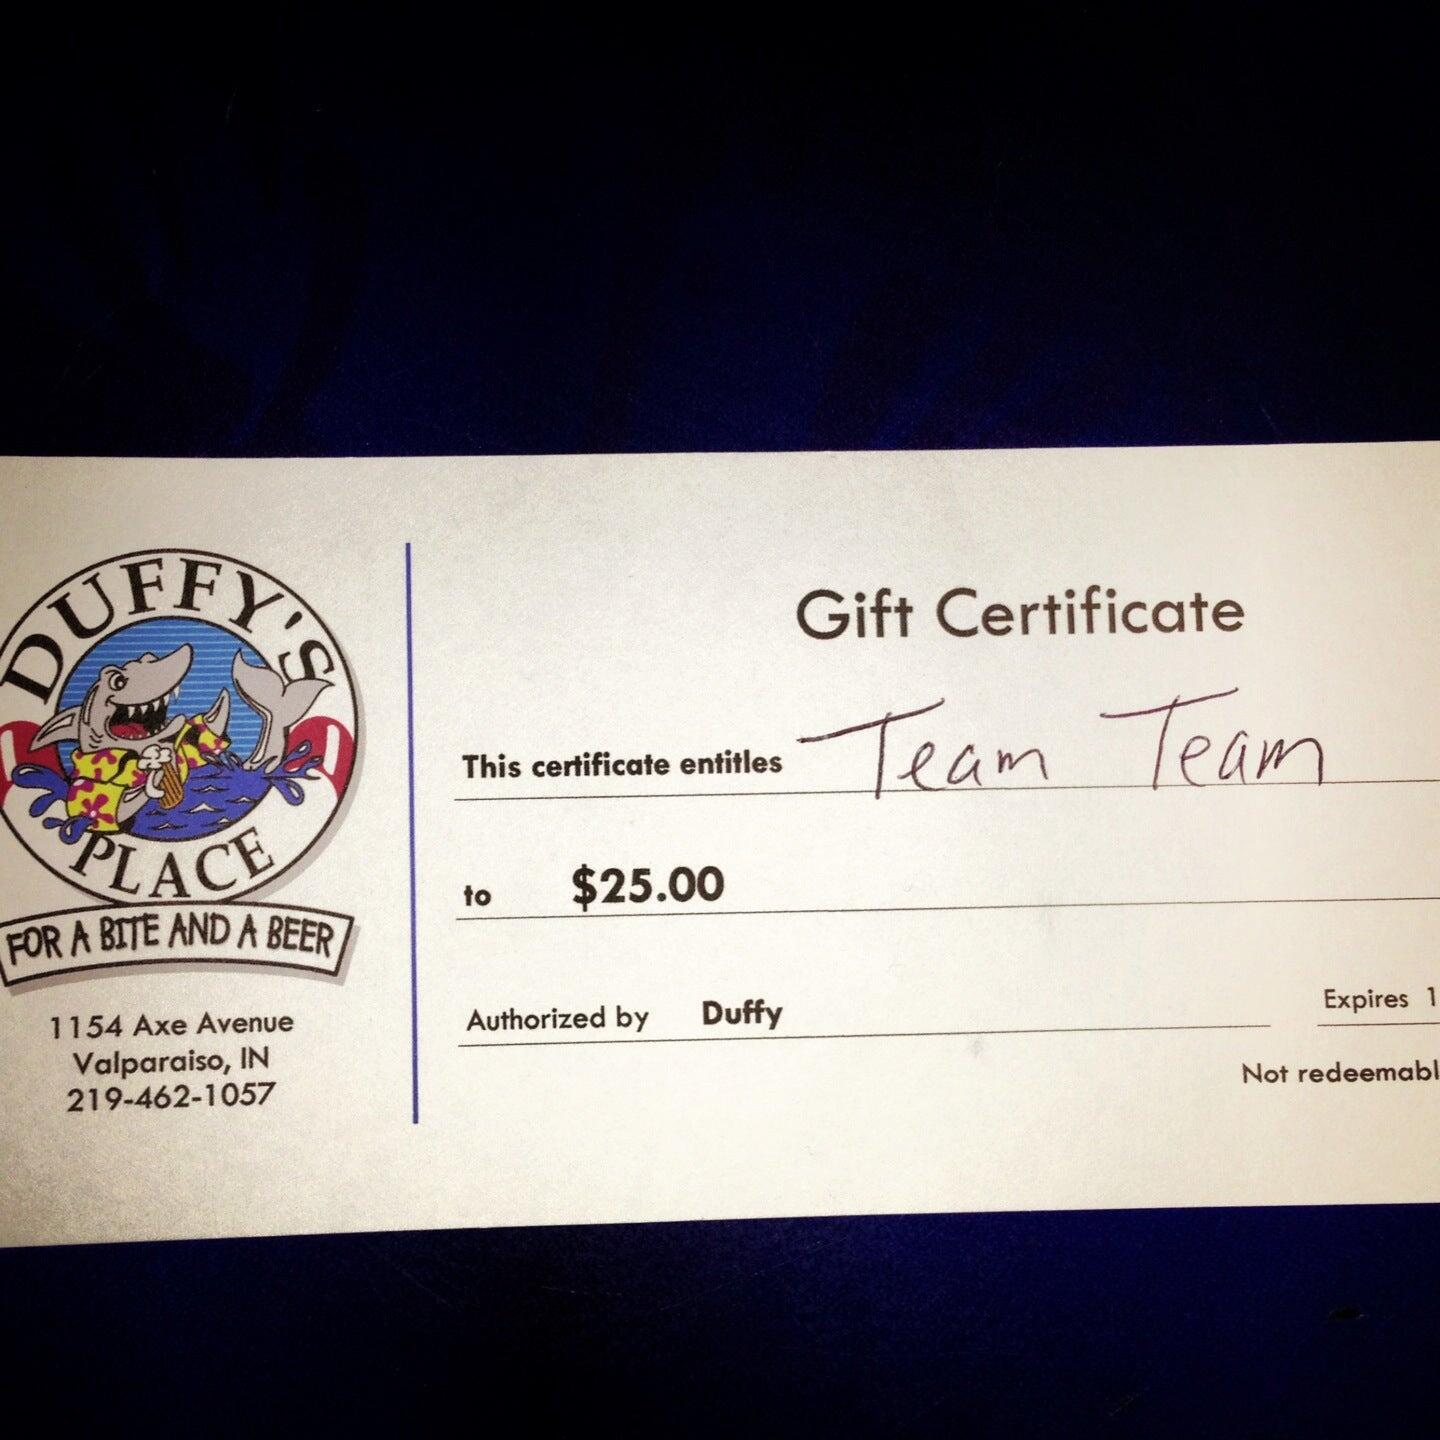 DUFFY'S
PLACE
FOR A BITE AND A BEER
1154 Axe Avenue
Valparaiso, IN
219-462-1057
Gift Certificate
This certificate entitles Team Team
to $25.00
Authorized by Duffy
Expires 1
Not